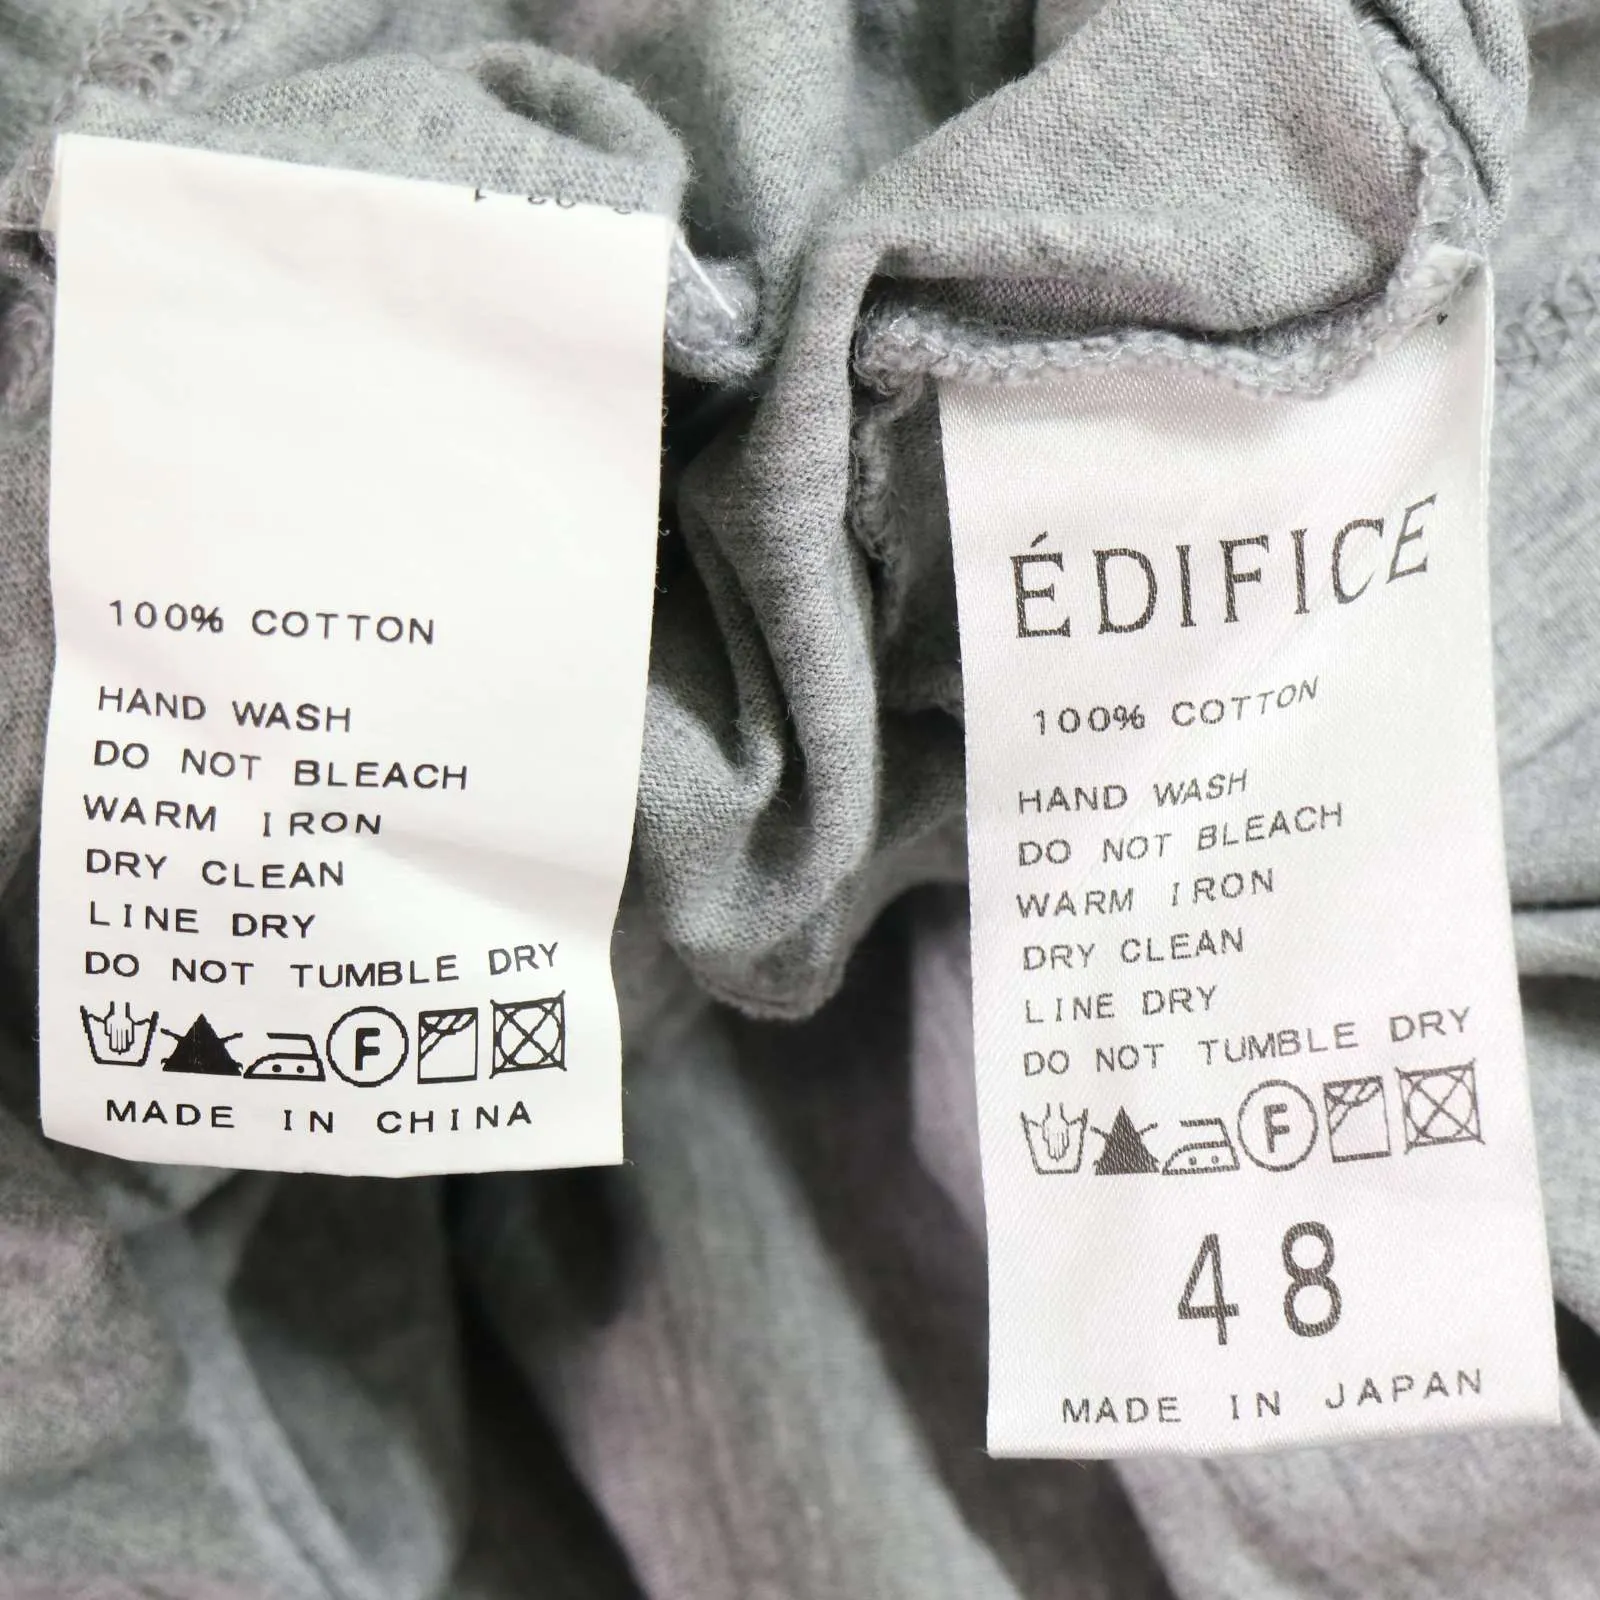 100% COTTON
HAND WASH
DO NOT BLEACH
WARM IRON
DRY CLEAN
LINE DRY
DO NOT TUMBLE DRY
F
MADE IN CHINA
ÉDIFICE
100% COTTON
HAND WASH
DO NOT BLEACH
WARM IRON
DRY CLEAN
LINE DRY
DO NOT TUMBLE DRY
F
48
MADE IN JAPAN